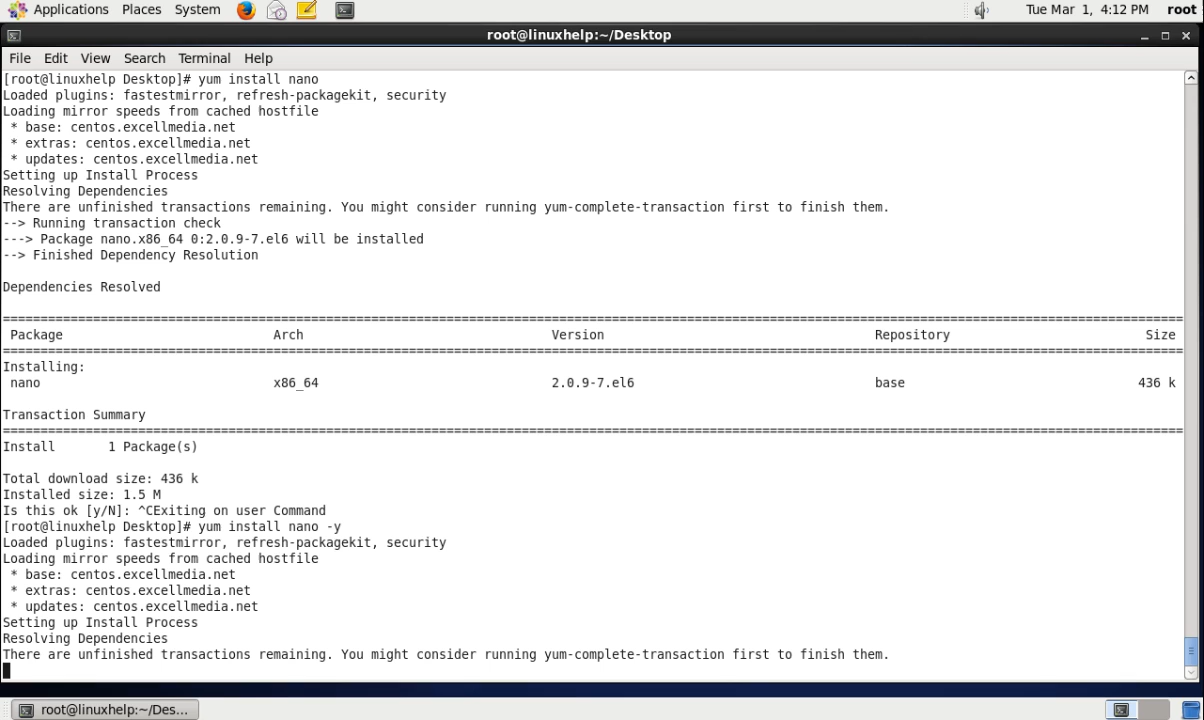 Applications Places System Tue Mar 1, 4:12 PM root
root@linuxhelp:~/Desktop
File Edit View Search Terminal Help
[root@linuxhelp Desktop]# yum install nano
Loaded plugins: fastestmirror, refresh-packagekit, security
Loading mirror speeds from cached hostfile
 * base: centos.excellmedia.net
 * extras: centos.excellmedia.net
 * updates: centos.excellmedia.net
Setting up Install Process
Resolving Dependencies
There are unfinished transactions remaining. You might consider running yum-complete-transaction first to finish them.
--> Running transaction check
---> Package nano.x86_64 0:2.0.9-7.el6 will be installed
--> Finished Dependency Resolution
Dependencies Resolved
Package Arch Version Repository Size
Installing:
nano x86_64 2.0.9-7.el6 base 436 k
Transaction Summary
Install 1 Package(s)
Total download size: 436 k
Installed size: 1.5 M
Is this ok [y/N]: ^CExiting on user Command
[root@linuxhelp Desktop]# yum install nano -y
Loaded plugins: fastestmirror, refresh-packagekit, security
Loading mirror speeds from cached hostfile
 * base: centos.excellmedia.net
 * extras: centos.excellmedia.net
 * updates: centos.excellmedia.net
Setting up Install Process
Resolving Dependencies
There are unfinished transactions remaining. You might consider running yum-complete-transaction first to finish them.
root@linuxhelp:~/Des...